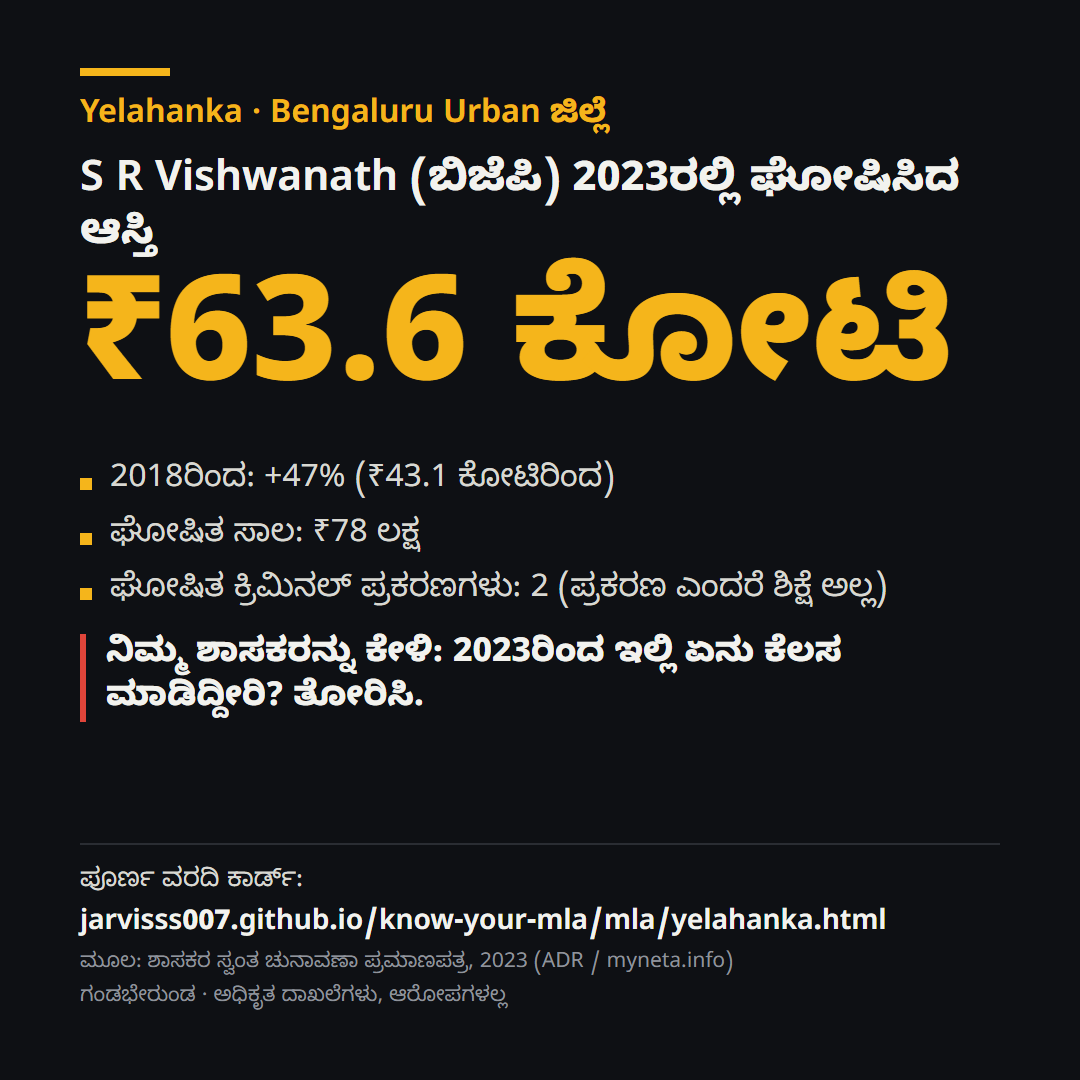 Yelahanka · Bengaluru Urban ಜಿಲ್ಲೆ
S R Vishwanath (ಬಿಜೆಪಿ) 2023ರಲ್ಲಿ ಘೋಷಿಸಿದ
ಆಸ್ತಿ
₹63.6 ಕೋಟಿ
2018ರಿಂದ: +47% (₹43.1 ಕೋಟಿರಿಂದ)
ಘೋಷಿತ ಸಾಲ: ₹78 ಲಕ್ಷ
ಘೋಷಿತ ಕ್ರಿಮಿನಲ್ ಪ್ರಕರಣಗಳು: 2 (ಪ್ರಕರಣ ಎಂದರೆ ಶಿಕ್ಷೆ ಅಲ್ಲ)
ನಿಮ್ಮ ಶಾಸಕರನ್ನು ಕೇಳಿ: 2023ರಿಂದ ಇಲ್ಲಿ ಏನು ಕೆಲಸ
ಮಾಡಿದ್ದೀರಿ? ತೋರಿಸಿ.
ಪೂರ್ಣ ವರದಿ ಕಾರ್ಡ್:
jarvisss007.github.io/know-your-mla/mla/yelahanka.html
ಮೂಲ: ಶಾಸಕರ ಸ್ವಂತ ಚುನಾವಣಾ ಪ್ರಮಾಣಪತ್ರ, 2023 (ADR / myneta.info)
ಗಂಡಭೇರುಂಡ · ಅಧಿಕೃತ ದಾಖಲೆಗಳು, ಆರೋಪಗಳಲ್ಲ